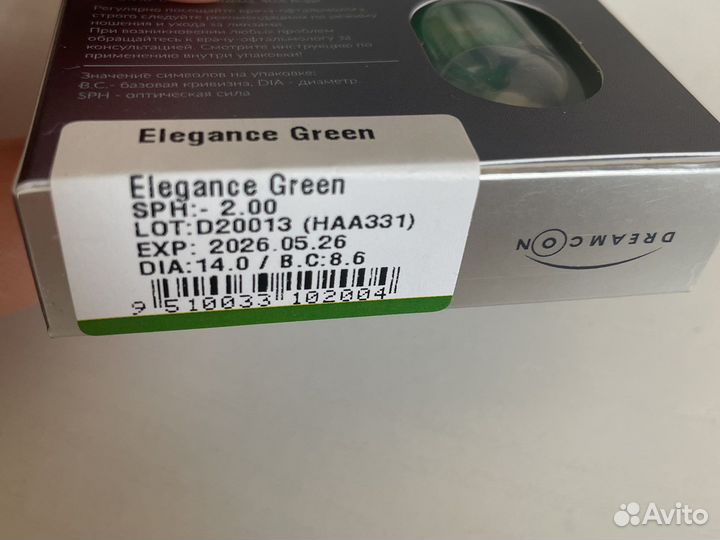 Регулярно посещайте врача-офтальмолога,
строго следуйте рекомендациям по режиму
ношения и ухода за линзами.
При возникновении любых проблем
обращайтесь к врачу-офтальмологу за
консультацией. Смотрите инструкцию по
применению внутри упаковки!
Значение символов на упаковке:
B.C.- базовая кривизна, DIA - диаметр,
SPH - оптическая сила
Elegance Green
Elegance Green
SPH:- 2.00
LOT:D20013 (HAA331)
EXP: 2026.05.26
DIA:14.0 / B.C:8.6
9 510033 102004
DREAMCON
Avito